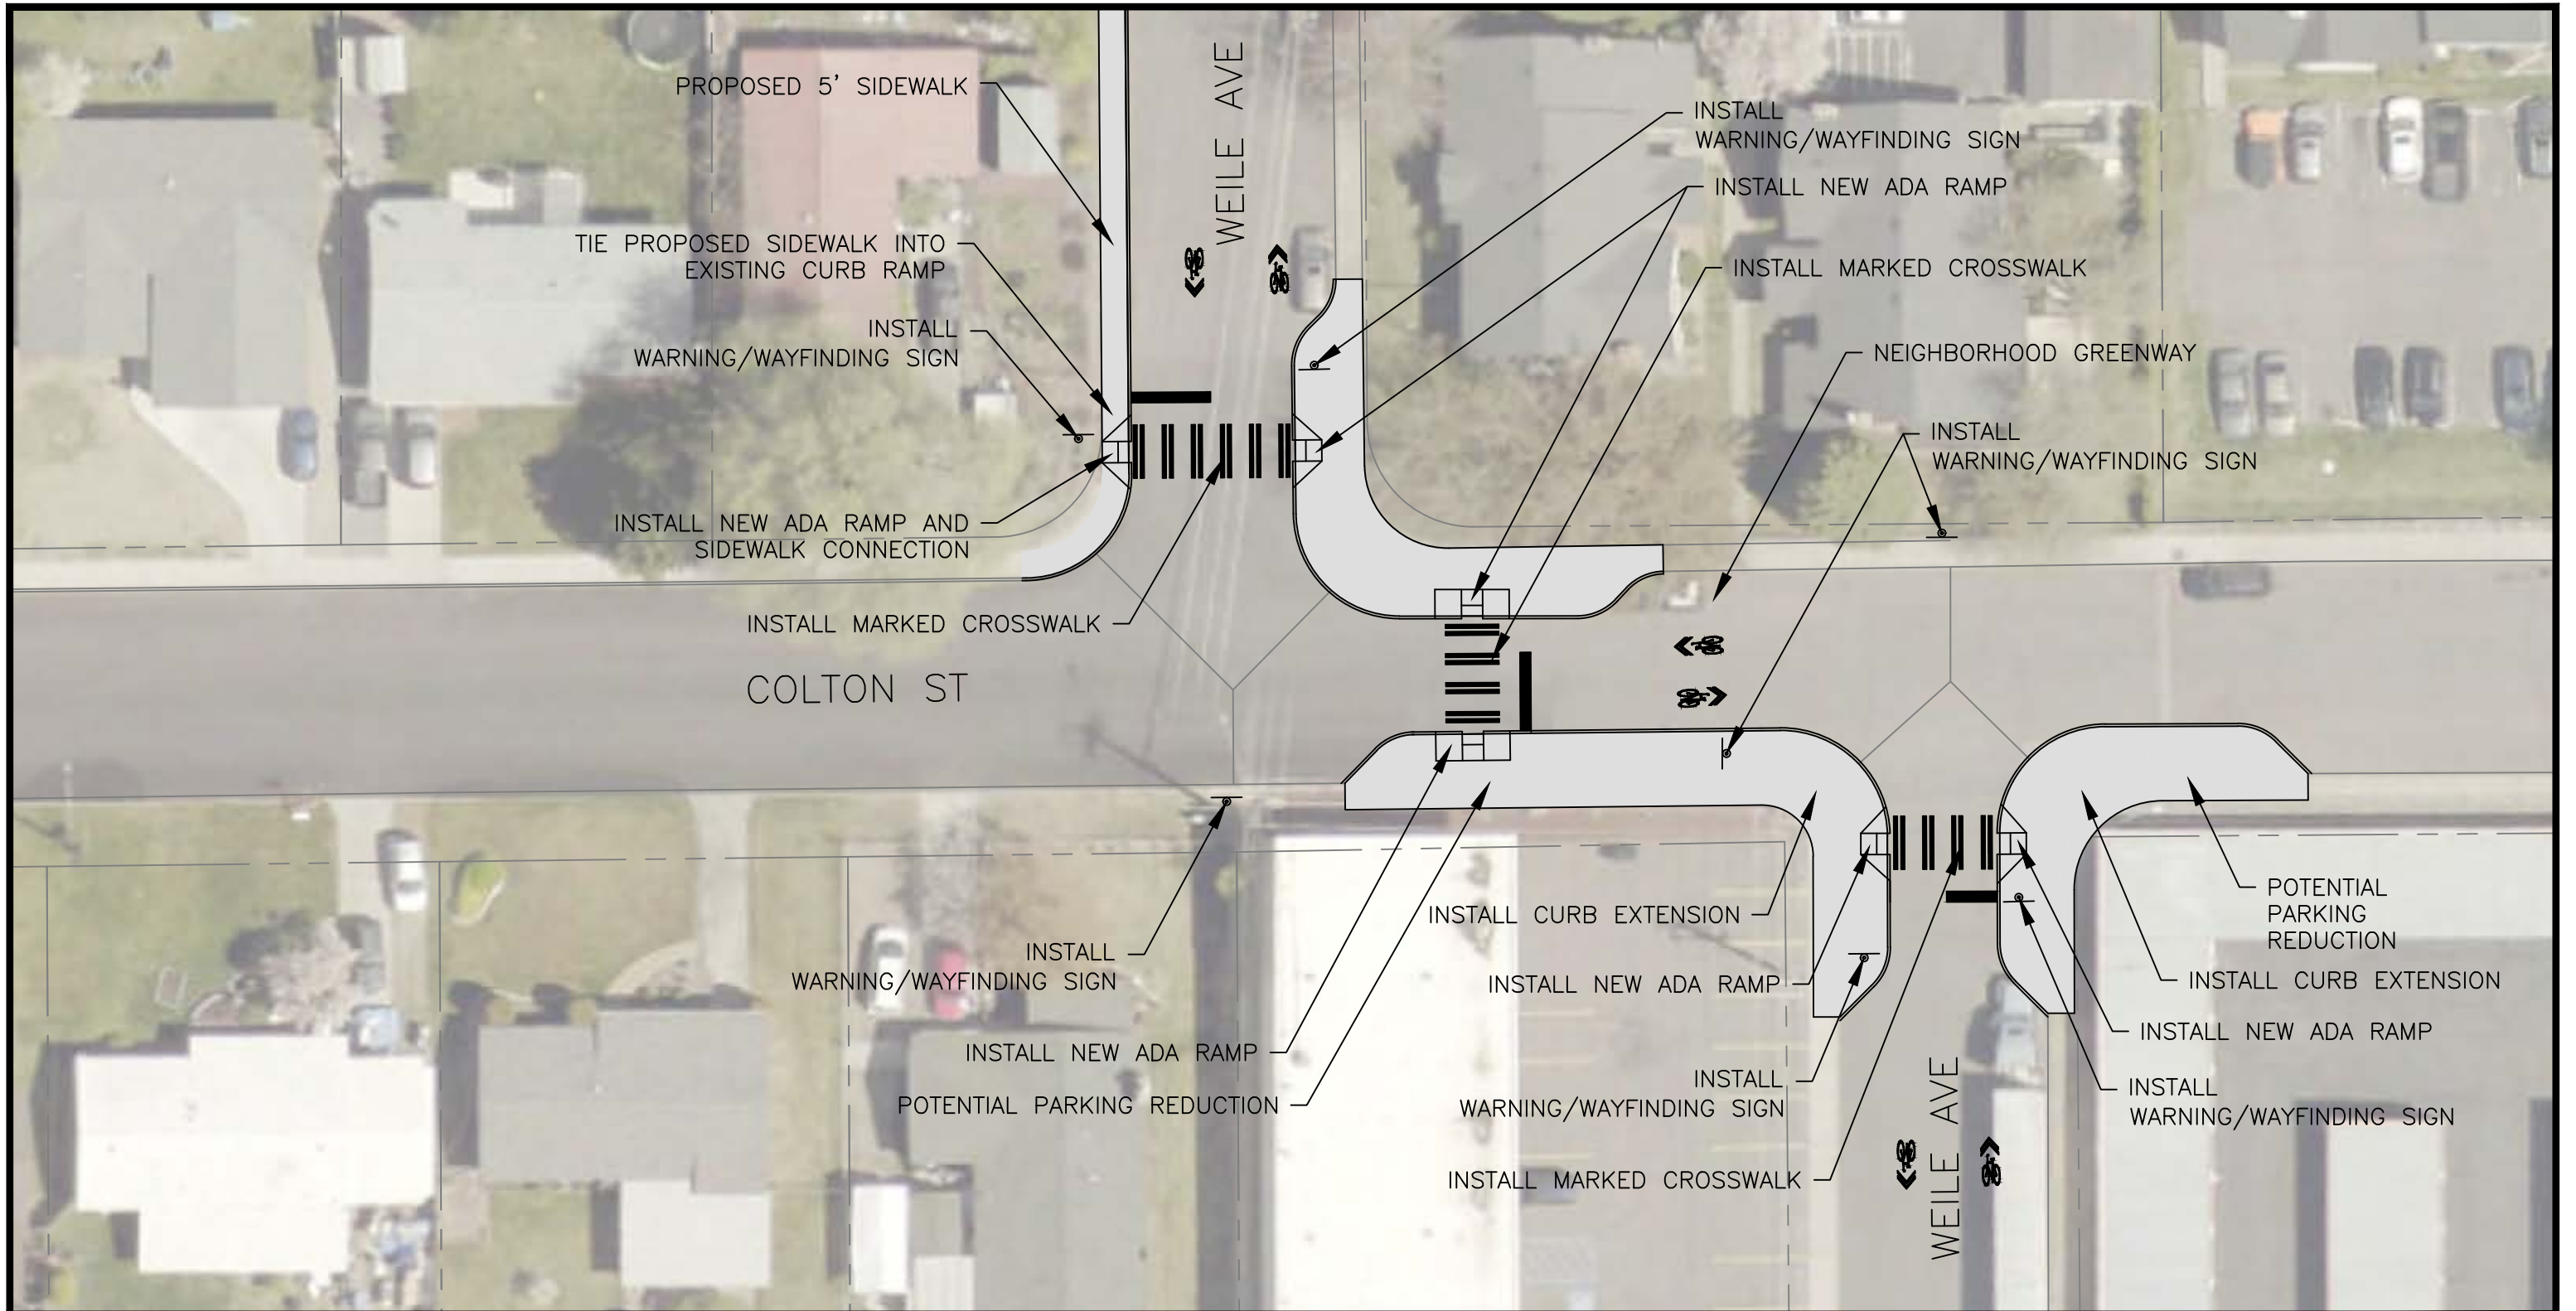 PROPOSED 5' SIDEWALK
WEILE AVE
INSTALL
WARNING/WAYFINDING SIGN
INSTALL NEW ADA RAMP
TIE PROPOSED SIDEWALK INTO
EXISTING CURB RAMP
INSTALL MARKED CROSSWALK
INSTALL
WARNING/WAYFINDING SIGN
NEIGHBORHOOD GREENWAY
INSTALL
WARNING/WAYFINDING SIGN
INSTALL NEW ADA RAMP AND
SIDEWALK CONNECTION
INSTALL MARKED CROSSWALK
COLTON ST
POTENTIAL
PARKING
REDUCTION
INSTALL CURB EXTENSION
INSTALL
WARNING/WAYFINDING SIGN
INSTALL NEW ADA RAMP
INSTALL CURB EXTENSION
INSTALL NEW ADA RAMP
INSTALL NEW ADA RAMP
POTENTIAL PARKING REDUCTION
INSTALL
WARNING/WAYFINDING SIGN
INSTALL
WARNING/WAYFINDING SIGN
INSTALL MARKED CROSSWALK
WEILE AVE